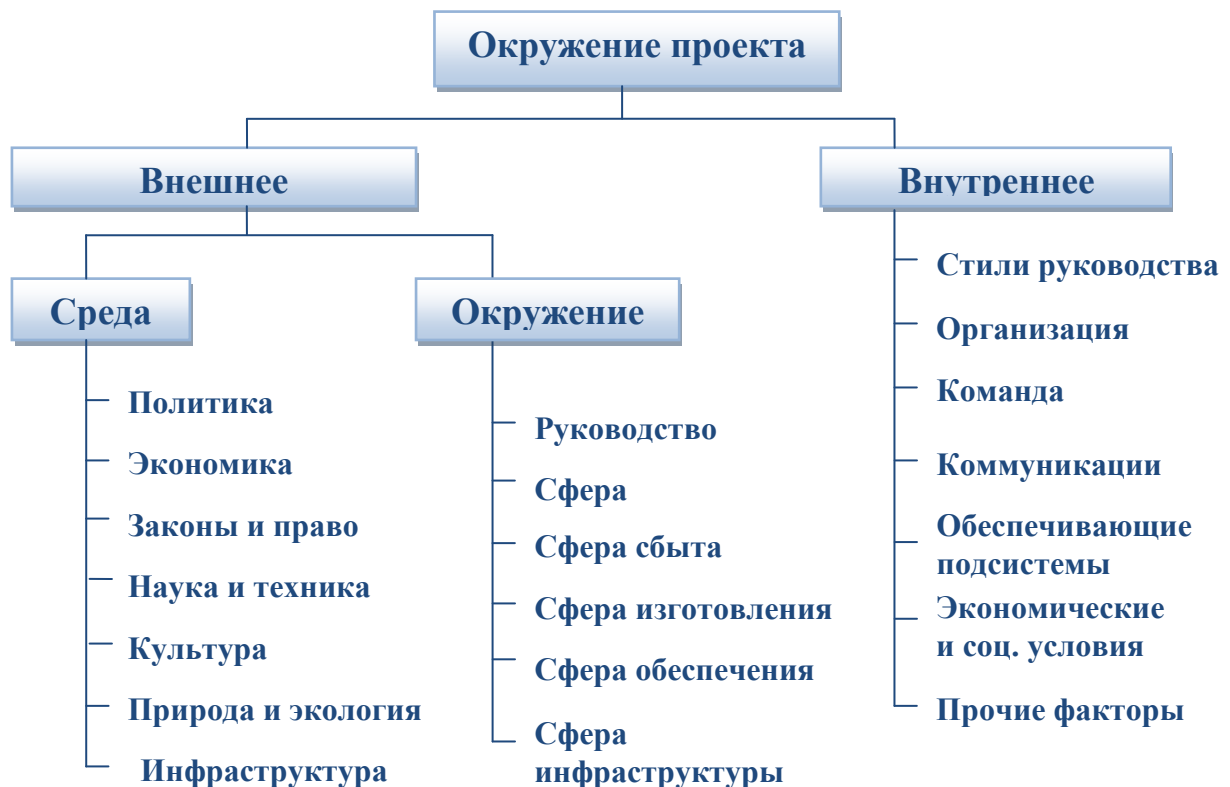 Окружение проекта
Внешнее
Внутреннее
Среда
Окружение
Политика
Экономика
Законы и право
Наука и техника
Культура
Природа и экология
Инфраструктура
Руководство
Сфера
Сфера сбыта
Сфера изготовления
Сфера обеспечения
Сфера
инфраструктуры
Стили руководства
Организация
Команда
Коммуникации
Обеспечивающие
подсистемы
Экономические
и соц. условия
Прочие факторы